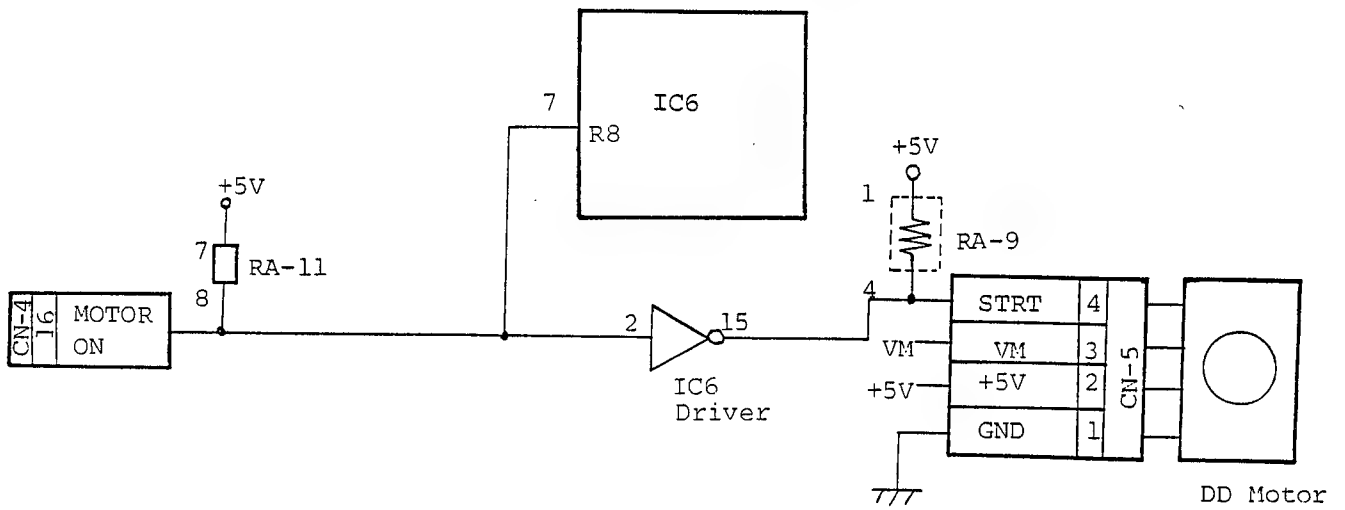 7
IC6
R8
+5V
1
RA-9
+5V
7
RA-11
8
CN-4
16
MOTOR
ON
2
15
IC6
Driver
4
STRT
4
VM
VM
3
+5V
+5V
2
GND
1
CN-5
DD Motor